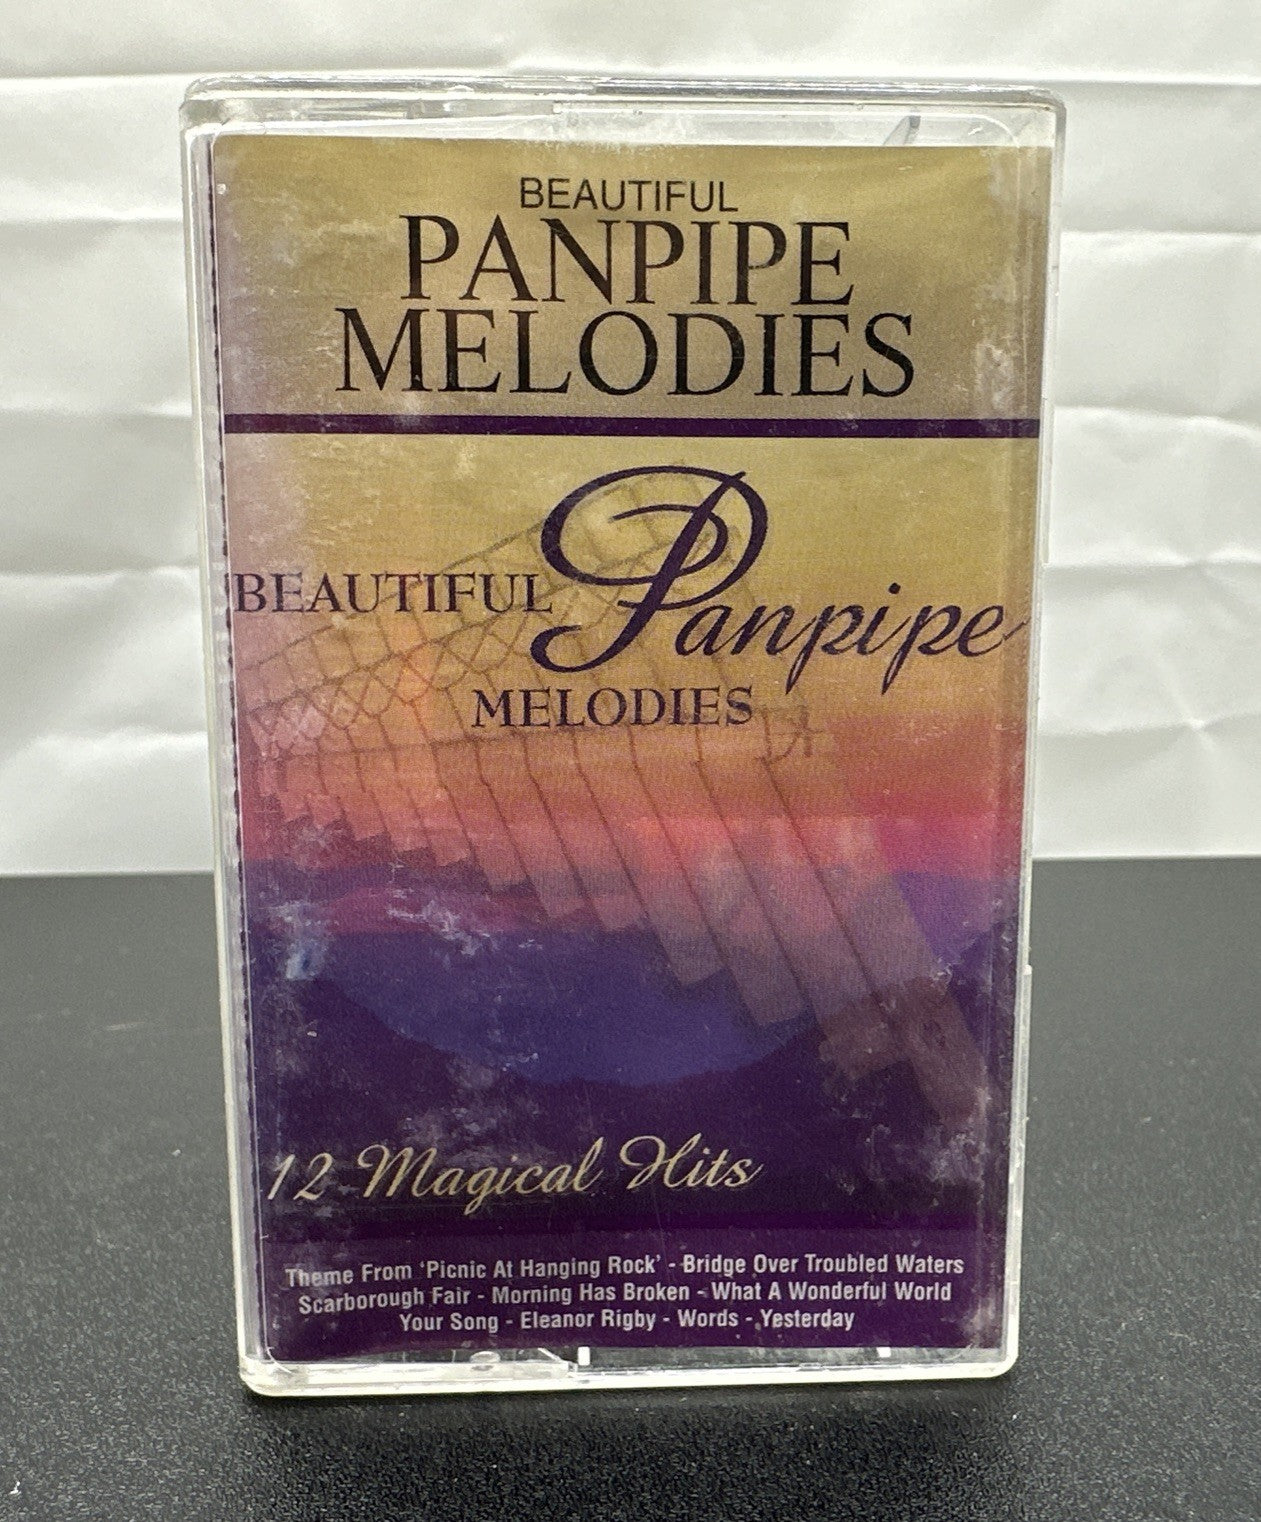 BEAUTIFUL
PANPIPE
MELODIES
BEAUTIFUL Panpipe
MELODIES
12 Magical Hits
Theme From ‘Picnic At Hanging Rock’ - Bridge Over Troubled Waters
Scarborough Fair - Morning Has Broken - What A Wonderful World
Your Song - Eleanor Rigby - Words - Yesterday